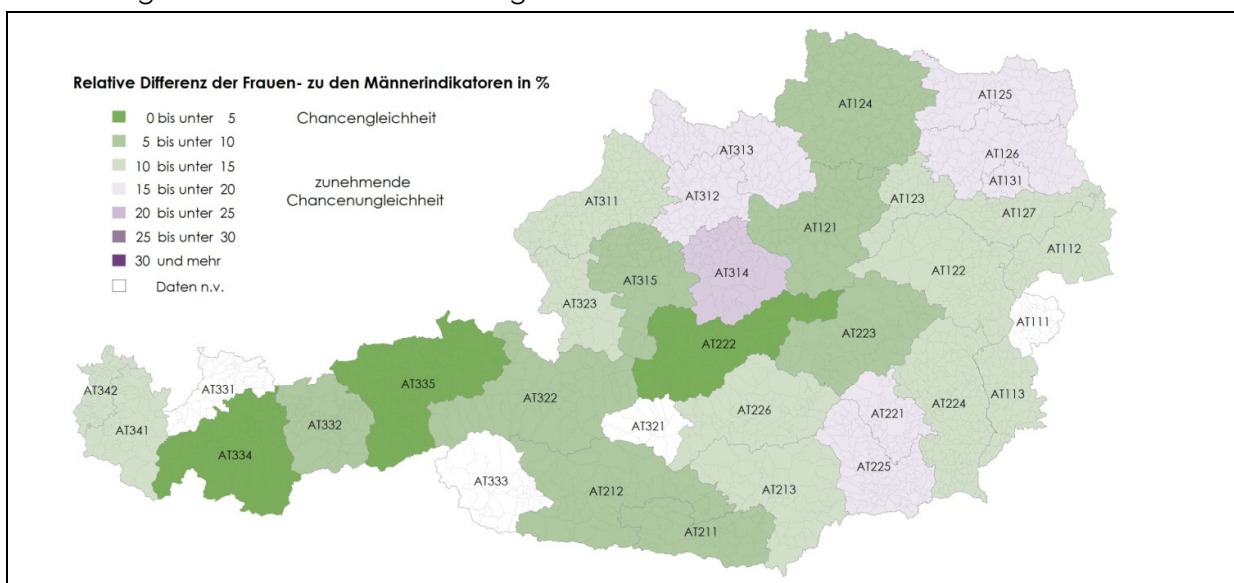 Relative Differenz der Frauen- zu den Männerindikatoren in %
0 bis unter 5 Chancengleichheit
5 bis unter 10
10 bis unter 15
15 bis unter 20 zunehmende
20 bis unter 25 Chancenungleichheit
25 bis unter 30
30 und mehr
Daten n.v.
AT124
AT125
AT313
AT126
AT131
AT312
AT123
AT311
AT127
AT121
AT112
AT122
AT314
AT315
AT323
AT111
AT223
AT222
AT342
AT331
AT335
AT322
AT113
AT341
AT332
AT321
AT226
AT221
AT224
AT334
AT225
AT333
AT212
AT213
AT211